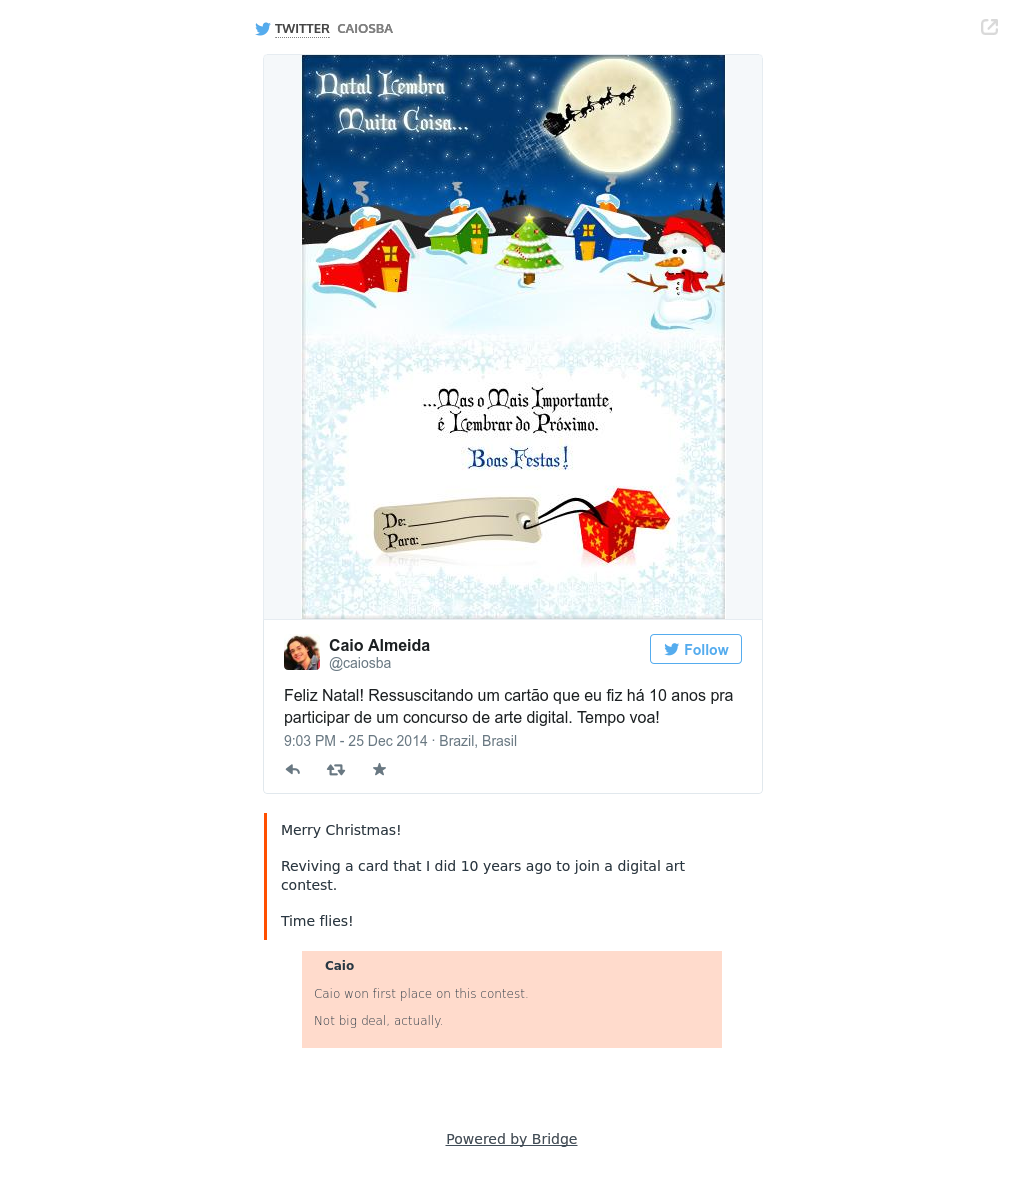 TWITTER CAIOSBA
Natal Lembra
Muita Coisa...
...Mas o Mais Importante,
é Lembrar do Próximo.
Boas Festas!
De:
Para:
Caio Almeida
@caiosba
Follow
Feliz Natal! Ressuscitando um cartão que eu fiz há 10 anos pra
participar de um concurso de arte digital. Tempo voa!
9:03 PM - 25 Dec 2014 · Brazil, Brasil
Merry Christmas!
Reviving a card that I did 10 years ago to join a digital art
contest.
Time flies!
Caio
Caio won first place on this contest.
Not big deal, actually.
Powered by Bridge